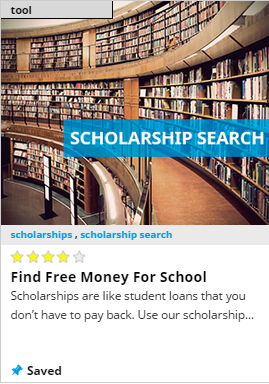 tool
SCHOLARSHIP SEARCH
scholarships , scholarship search
Find Free Money For School
Scholarships are like student loans that you
don't have to pay back. Use our scholarship...
Saved